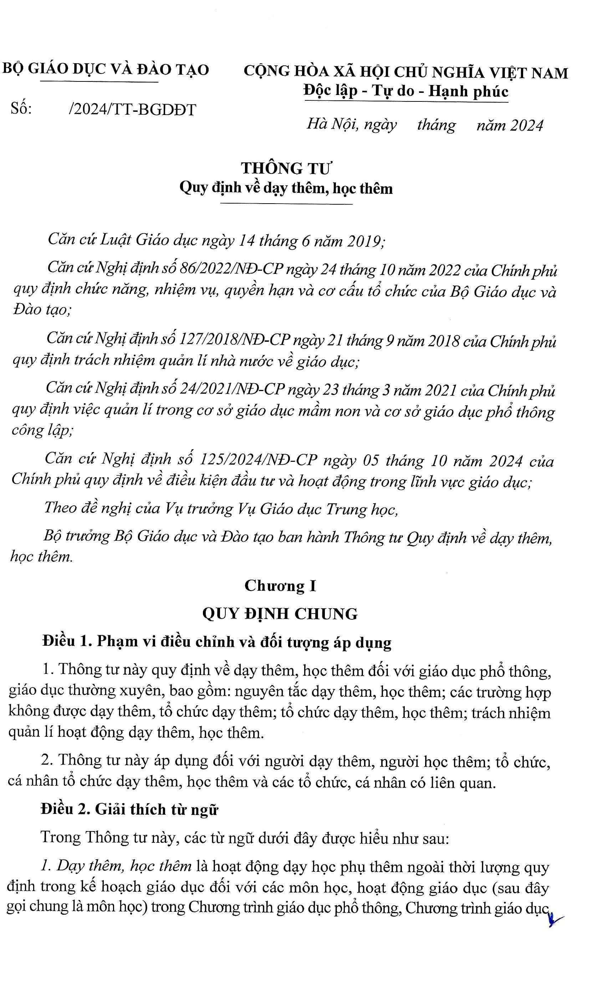 BỘ GIÁO DỤC VÀ ĐÀO TẠO
CỘNG HÒA XÃ HỘI CHỦ NGHĨA VIỆT NAM
Độc lập - Tự do - Hạnh phúc
Số: /2024/TT-BGDĐT
Hà Nội, ngày tháng năm 2024
THÔNG TƯ
Quy định về dạy thêm, học thêm
Căn cứ Luật Giáo dục ngày 14 tháng 6 năm 2019;
Căn cứ Nghị định số 86/2022/NĐ-CP ngày 24 tháng 10 năm 2022 của Chính phủ
quy định chức năng, nhiệm vụ, quyền hạn và cơ cấu tổ chức của Bộ Giáo dục và
Đào tạo;
Căn cứ Nghị định số 127/2018/NĐ-CP ngày 21 tháng 9 năm 2018 của Chính phủ
quy định trách nhiệm quản lí nhà nước về giáo dục;
Căn cứ Nghị định số 24/2021/NĐ-CP ngày 23 tháng 3 năm 2021 của Chính phủ
quy định việc quản lí trong cơ sở giáo dục mầm non và cơ sở giáo dục phổ thông
công lập;
Căn cứ Nghị định số 125/2024/NĐ-CP ngày 05 tháng 10 năm 2024 của
Chính phủ quy định về điều kiện đầu tư và hoạt động trong lĩnh vực giáo dục;
Theo đề nghị của Vụ trưởng Vụ Giáo dục Trung học,
Bộ trưởng Bộ Giáo dục và Đào tạo ban hành Thông tư Quy định về dạy thêm,
học thêm.
Chương I
QUY ĐỊNH CHUNG
Điều 1. Phạm vi điều chỉnh và đối tượng áp dụng
1. Thông tư này quy định về dạy thêm, học thêm đối với giáo dục phổ thông,
giáo dục thường xuyên, bao gồm: nguyên tắc dạy thêm, học thêm; các trường hợp
không được dạy thêm, tổ chức dạy thêm; tổ chức dạy thêm, học thêm; trách nhiệm
quản lí hoạt động dạy thêm, học thêm.
2. Thông tư này áp dụng đối với người dạy thêm, người học thêm; tổ chức,
cá nhân tổ chức dạy thêm, học thêm và các tổ chức, cá nhân có liên quan.
Điều 2. Giải thích từ ngữ
Trong Thông tư này, các từ ngữ dưới đây được hiểu như sau:
1. Dạy thêm, học thêm là hoạt động dạy học phụ thêm ngoài thời lượng quy
định trong kế hoạch giáo dục đối với các môn học, hoạt động giáo dục (sau đây
gọi chung là môn học) trong Chương trình giáo dục phổ thông, Chương trình giáo dục